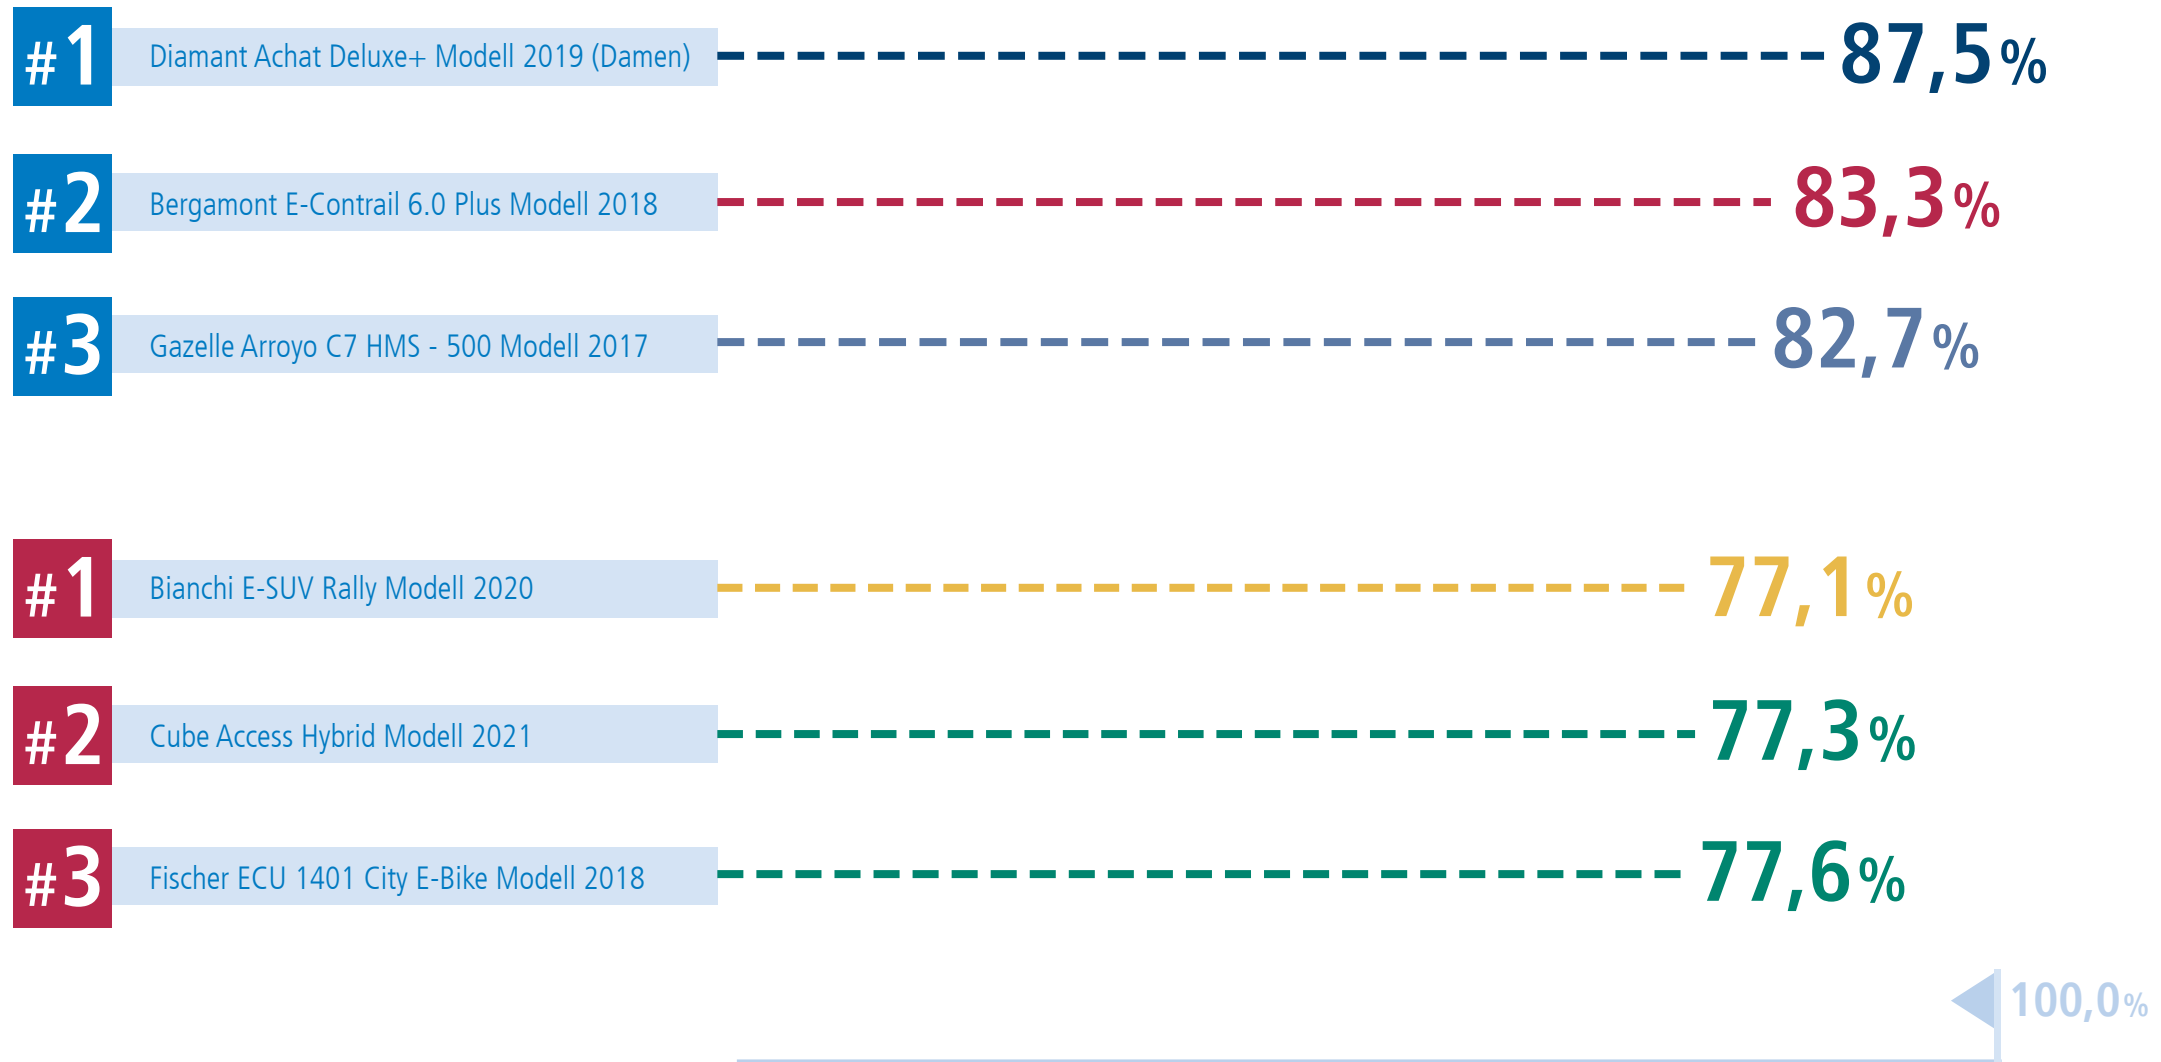 #1 Diamant Achat Deluxe+ Modell 2019 (Damen) 87,5%
#2 Bergamont E-Contrail 6.0 Plus Modell 2018 83,3%
#3 Gazelle Arroyo C7 HMS - 500 Modell 2017 82,7%
#1 Bianchi E-SUV Rally Modell 2020 77,1%
#2 Cube Access Hybrid Modell 2021 77,3%
#3 Fischer ECU 1401 City E-Bike Modell 2018 77,6%
100,0%